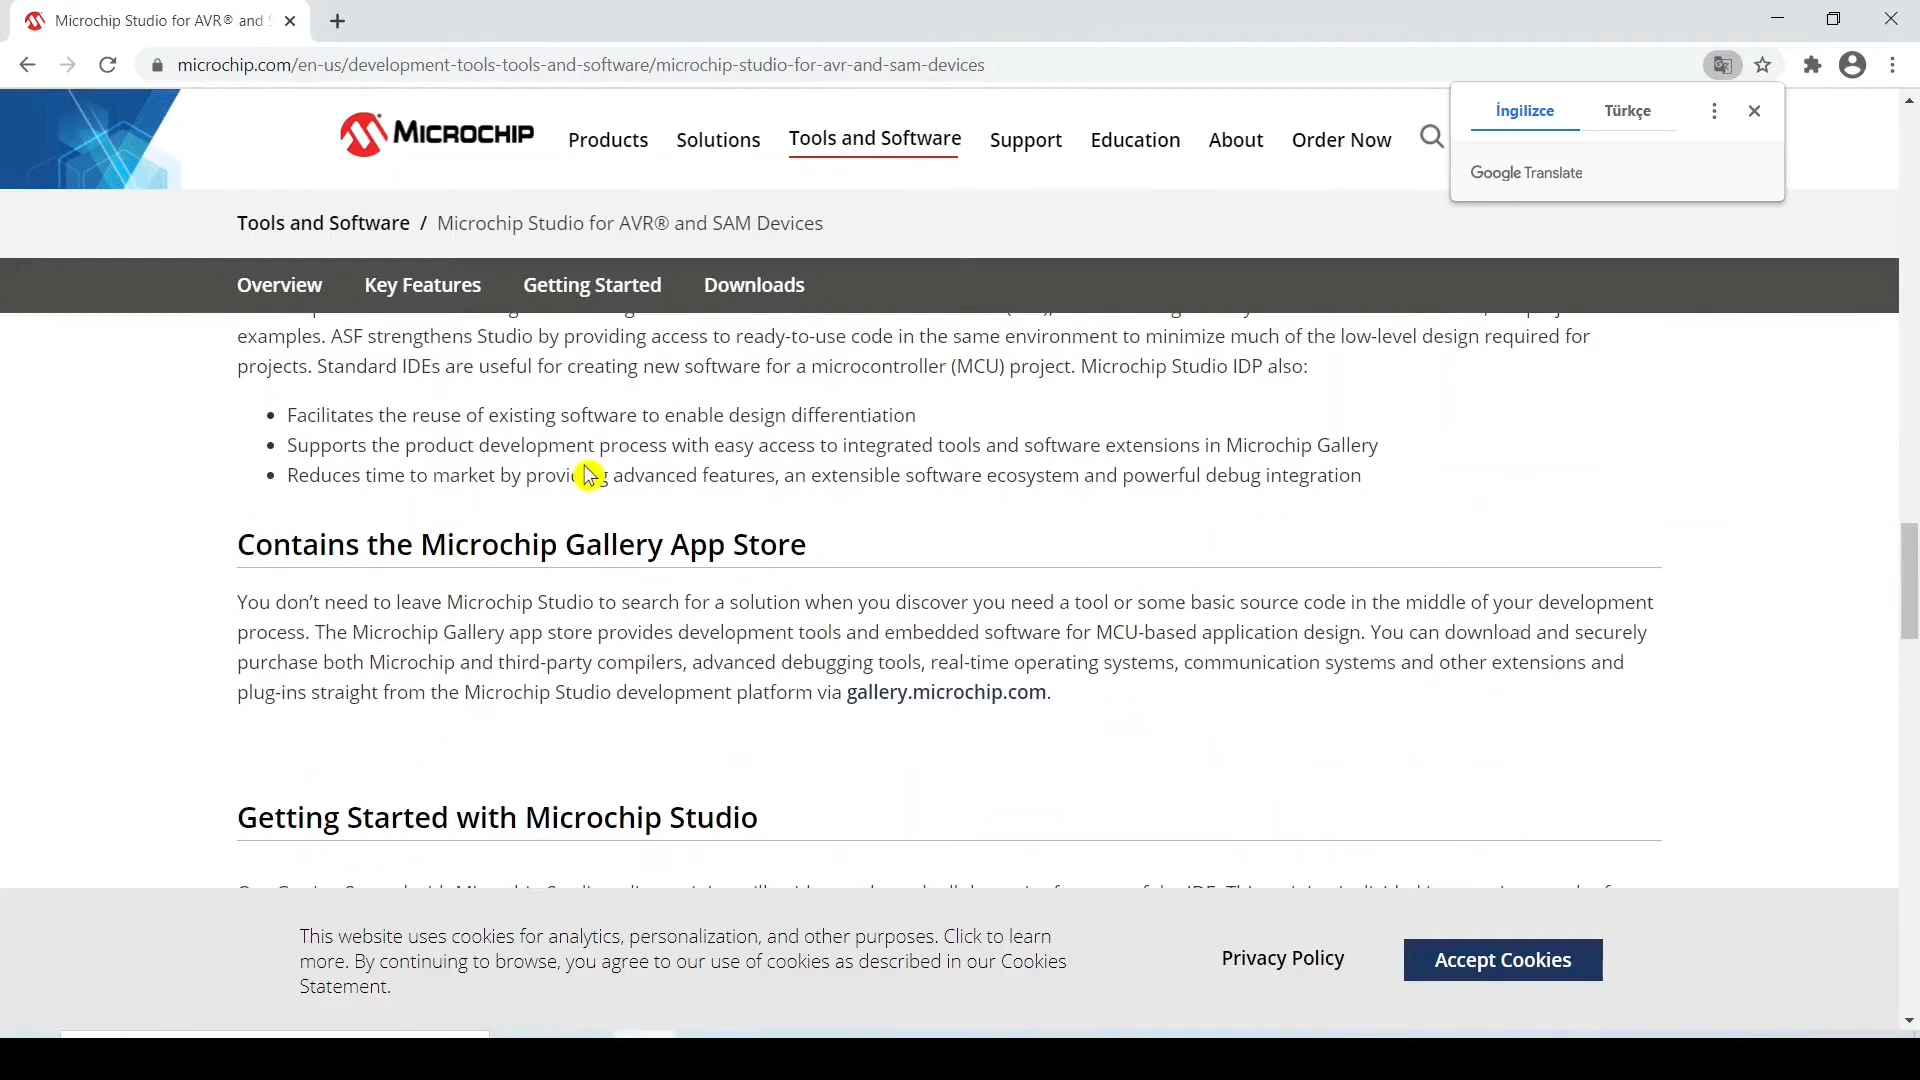 Microchip Studio for AVR® and
microchip.com/en-us/development-tools-tools-and-software/microchip-studio-for-avr-and-sam-devices
İngilizce
Türkçe
Google Translate
MICROCHIP
Products
Solutions
Tools and Software
Support
Education
About
Order Now
Tools and Software / Microchip Studio for AVR® and SAM Devices
Overview
Key Features
Getting Started
Downloads
examples. ASF strengthens Studio by providing access to ready-to-use code in the same environment to minimize much of the low-level design required for
projects. Standard IDEs are useful for creating new software for a microcontroller (MCU) project. Microchip Studio IDP also:
• Facilitates the reuse of existing software to enable design differentiation
• Supports the product development process with easy access to integrated tools and software extensions in Microchip Gallery
• Reduces time to market by providing advanced features, an extensible software ecosystem and powerful debug integration
Contains the Microchip Gallery App Store
You don’t need to leave Microchip Studio to search for a solution when you discover you need a tool or some basic source code in the middle of your development
process. The Microchip Gallery app store provides development tools and embedded software for MCU-based application design. You can download and securely
purchase both Microchip and third-party compilers, advanced debugging tools, real-time operating systems, communication systems and other extensions and
plug-ins straight from the Microchip Studio development platform via gallery.microchip.com.
Getting Started with Microchip Studio
This website uses cookies for analytics, personalization, and other purposes. Click to learn
more. By continuing to browse, you agree to our use of cookies as described in our Cookies
Statement.
Privacy Policy
Accept Cookies